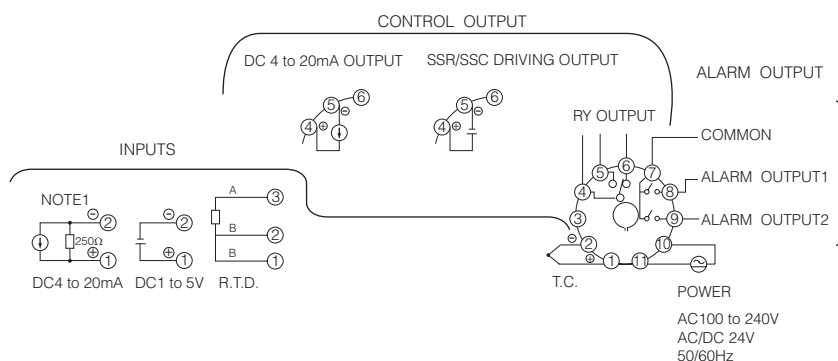 CONTROL OUTPUT
DC 4 to 20mA OUTPUT
SSR/SSC DRIVING OUTPUT
ALARM OUTPUT
⑥
⑤
⊖
④
⊕
⑥
⑤
⊖
④
⊕
RY OUTPUT
COMMON
ALARM OUTPUT1
ALARM OUTPUT2
⑥
⑤
⑦
④
⑧
③
⑨
②
⑩
①
⑪
⊖
⊕
T.C.
POWER
AC100 to 240V
AC/DC 24V
50/60Hz
INPUTS
NOTE1
⊖
②
250Ω
⊕
①
DC4 to 20mA
⊖
②
⊕
①
DC1 to 5V
A
③
B
②
B
①
R.T.D.